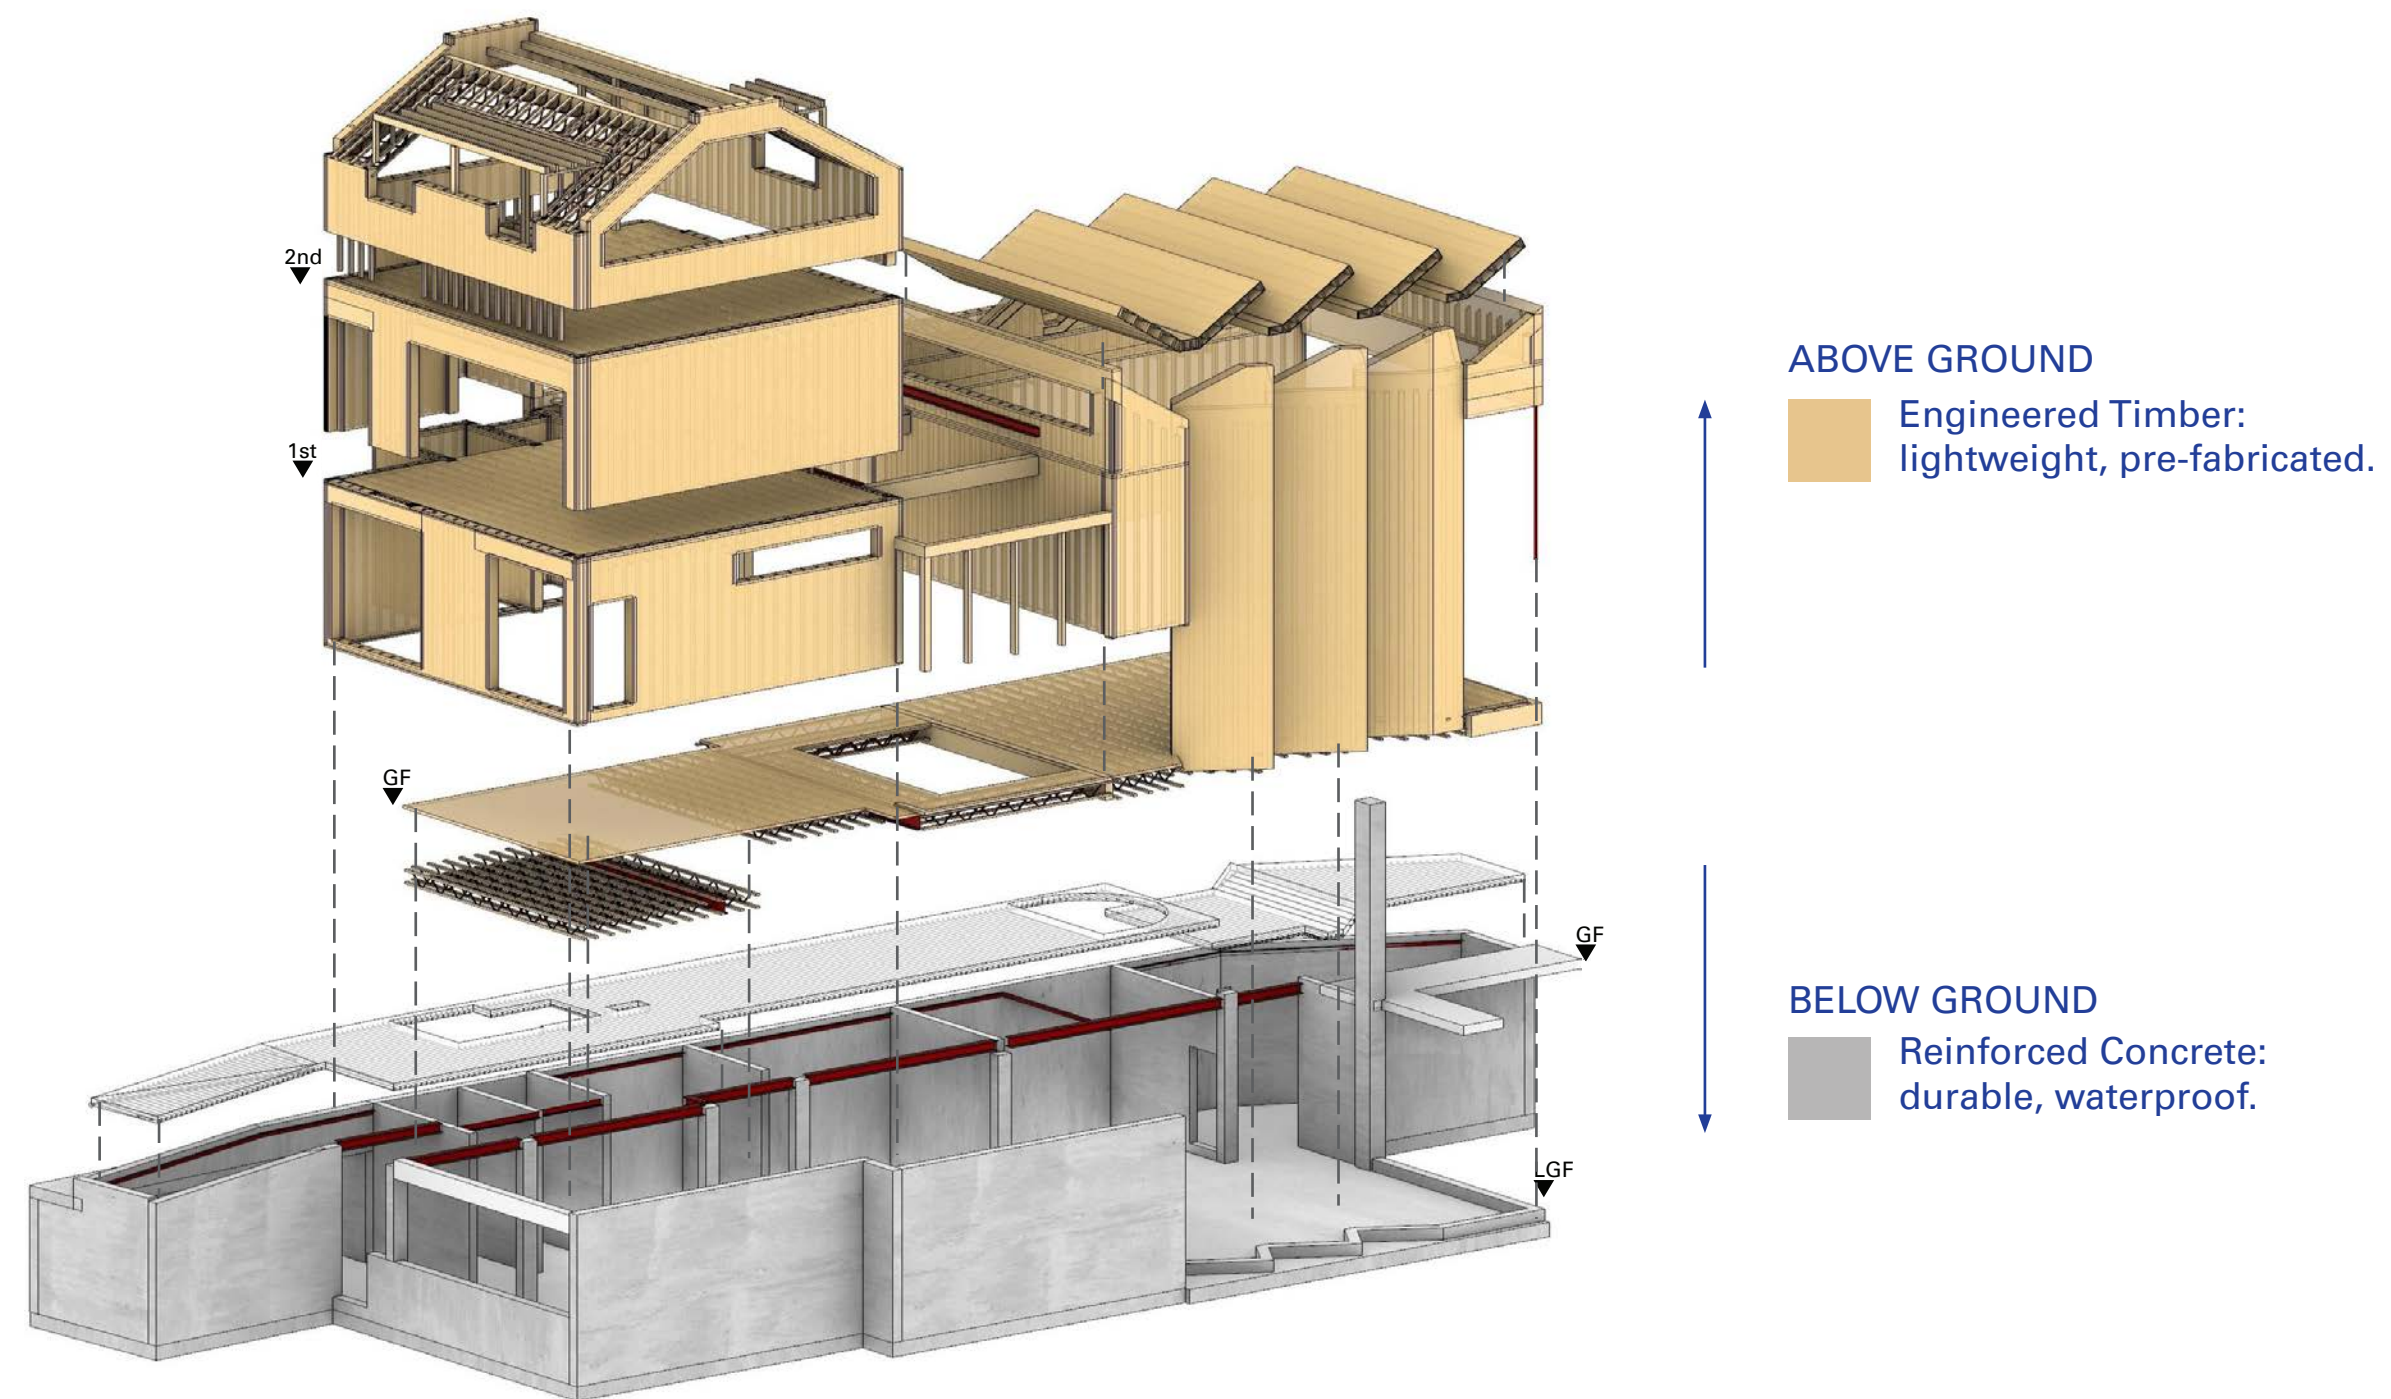 2nd
1st
GF
GF
LGF
ABOVE GROUND
Engineered Timber:
lightweight, pre-fabricated.
BELOW GROUND
Reinforced Concrete:
durable, waterproof.